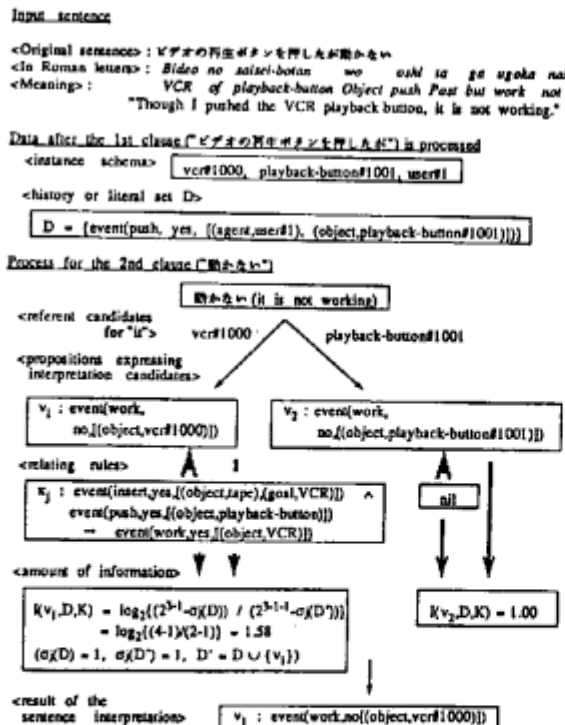 Input sentence
<Original sentence> : ビデオの再生ボタンを押したが動かない
<In Roman letters> : Bideo no saisei-botan wo oshi ta ga ugoka nai
<Meaning> : VCR of playback-button Object push Past but work not
"Though I pushed the VCR playback button, it is not working."
Data after the 1st clause ("ビデオの再生ボタンを押したが") is processed
<instance schema> vcr#1000, playback-button#1001, user#1
<history or literal set D>
D = {event(push, yes, [(agent,user#1), (object,playback-button#1001)])}
Process for the 2nd clause ("動かない")
動かない (it is not working)
<referent candidates
for "it"> vcr#1000 playback-button#1001
<propositions expressing
interpretation candidates>
v₁ : event(work, v₂ : event(work,
no,[(object,vcr#1000)]) no,[(object,playback-button#1001)])
<relating rules> 1
πⱼ : event(insert,yes,[(object,tape),(goal,VCR)]) ∧ nil
event(push,yes,[(object,playback-button)])
→ event(work,yes,[(object,VCR)])
<amount of information>
I(v₁,D,K) = log₂{(2³⁻¹-σⱼ(D)) / (2³⁻¹⁻¹-σⱼ(D'))} I(v₂,D,K) = 1.00
= log₂{(4-1)/(2-1)} = 1.58
(σⱼ(D) = 1, σⱼ(D') = 1, D' = D ∪ {v₁})
<result of the
sentence interpretation> v₁ : event(work,no[(object,vcr#1000)])